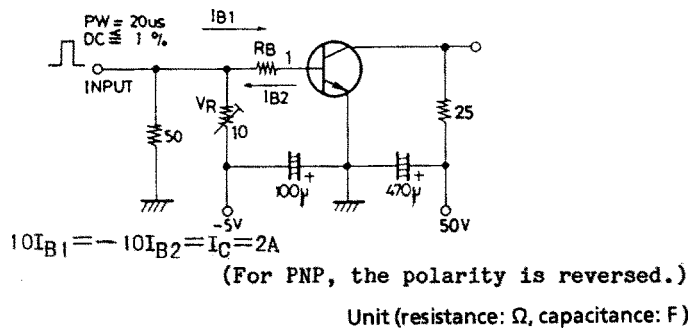 PW = 20us
DC ≦ 1 %
IB1
INPUT
RB 1
IB2
VR
10
50
25
100μ +
470μ +
-5V
50V
10IB1=−10IB2=IC=2A
(For PNP, the polarity is reversed.)
Unit (resistance: Ω, capacitance: F)